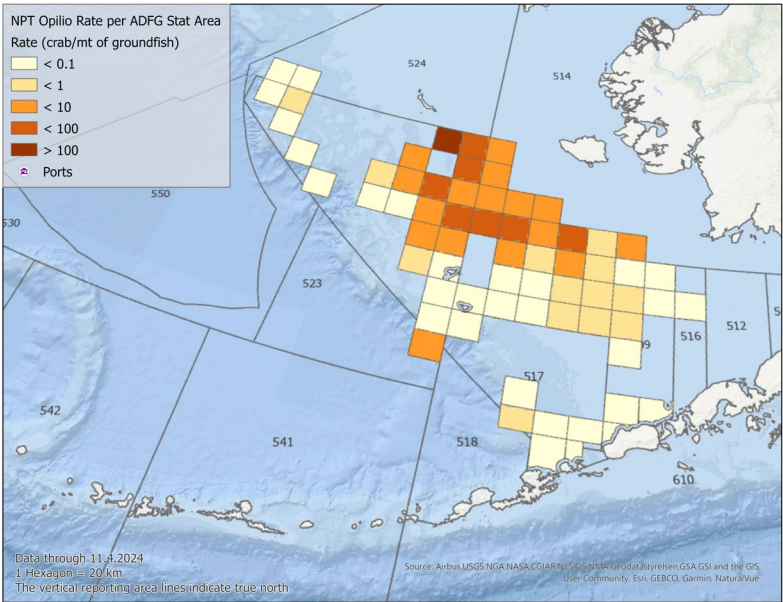 NPT Opilio Rate per ADFG Stat Area
Rate (crab/mt of groundfish)
< 0.1
< 1
< 10
< 100
> 100
Ports
524
514
550
530
523
516
512
5
9
517
542
541
518
610
Data through 11.4.2024
1 Hexagon = 20 km
The vertical reporting area lines indicate true north
Source: Airbus,USGS,NGA,NASA,CGIAR,NLS,OS,NMA,Geodatastyrelsen,GSA,GSI and the GIS
User Community, Esri, GEBCO, Garmin, NaturalVue